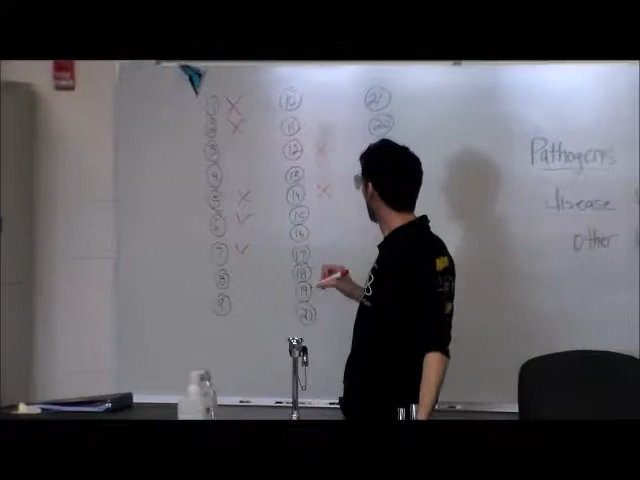 1 X
2 X
3
4
5 X
6 ✓
7 ✓
8
9
10
11
12 X
13
14 X
15
16
17
18
19
21
22
Pathogens
disease
other